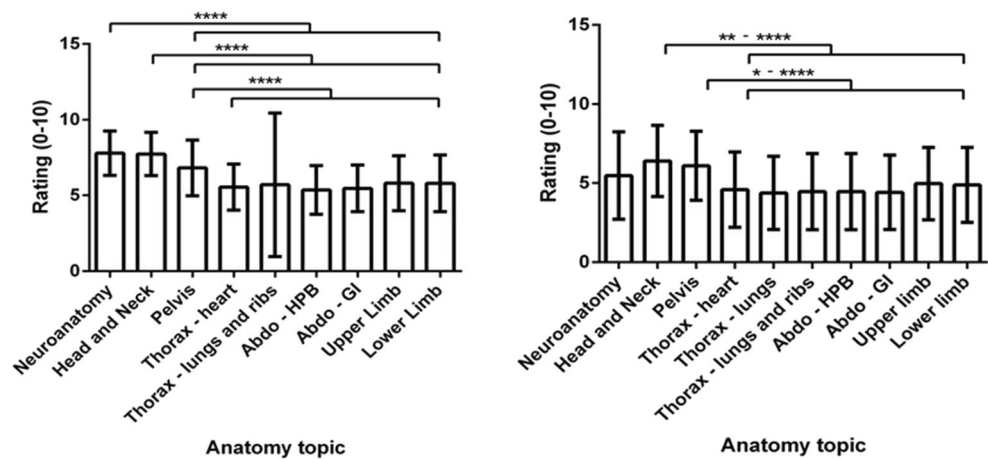 ****
****
****
15
10
5
0
Rating (0-10)
Neuroanatomy
Head and Neck
Pelvis
Thorax - heart
Thorax - lungs and ribs
Abdo - HPB
Abdo - GI
Upper Limb
Lower Limb
Anatomy topic
** - ****
* - ****
15
10
5
0
Rating (0-10)
Neuroanatomy
Head and Neck
Pelvis
Thorax - heart
Thorax - lungs
Thorax - lungs and ribs
Abdo - HPB
Abdo - GI
Upper limb
Lower limb
Anatomy topic